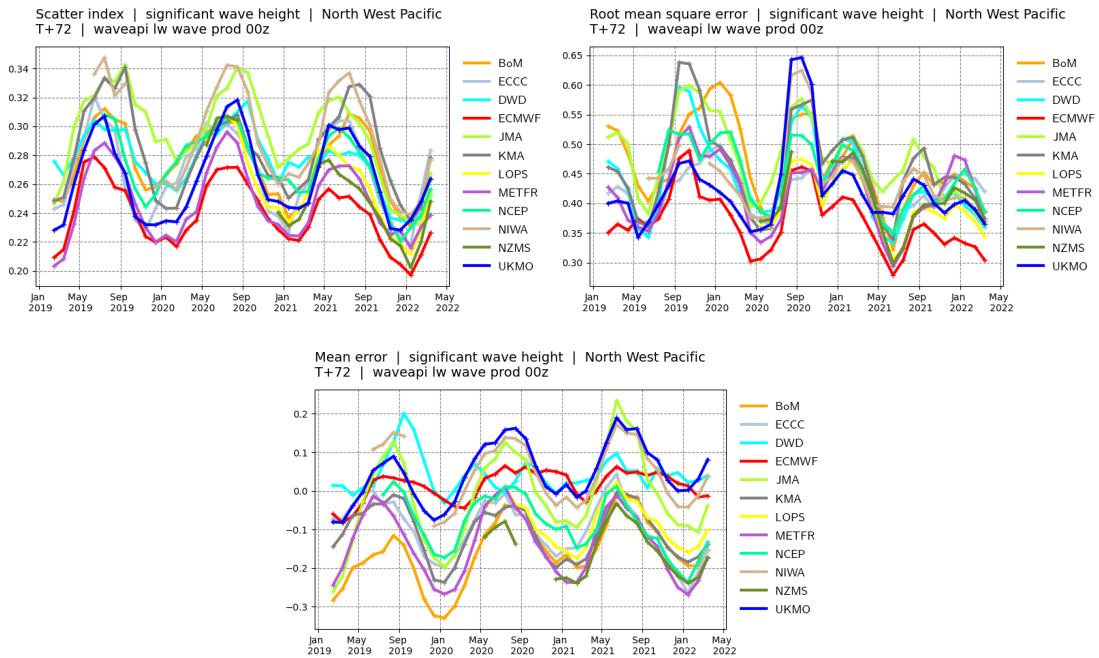 Scatter index  |  significant wave height  |  North West Pacific
T+72  |  waveapi lw wave prod 00z
0.34
0.32
0.30
0.28
0.26
0.24
0.22
0.20
Jan 2019
May 2019
Sep 2019
Jan 2020
May 2020
Sep 2020
Jan 2021
May 2021
Sep 2021
Jan 2022
May 2022
BoM
ECCC
DWD
ECMWF
JMA
KMA
LOPS
METFR
NCEP
NIWA
NZMS
UKMO
Root mean square error  |  significant wave height  |  North West Pacific
T+72  |  waveapi lw wave prod 00z
0.65
0.60
0.55
0.50
0.45
0.40
0.35
0.30
Jan 2019
May 2019
Sep 2019
Jan 2020
May 2020
Sep 2020
Jan 2021
May 2021
Sep 2021
Jan 2022
May 2022
BoM
ECCC
DWD
ECMWF
JMA
KMA
LOPS
METFR
NCEP
NIWA
NZMS
UKMO
Mean error  |  significant wave height  |  North West Pacific
T+72  |  waveapi lw wave prod 00z
0.2
0.1
0.0
−0.1
−0.2
−0.3
Jan 2019
May 2019
Sep 2019
Jan 2020
May 2020
Sep 2020
Jan 2021
May 2021
Sep 2021
Jan 2022
May 2022
BoM
ECCC
DWD
ECMWF
JMA
KMA
LOPS
METFR
NCEP
NIWA
NZMS
UKMO